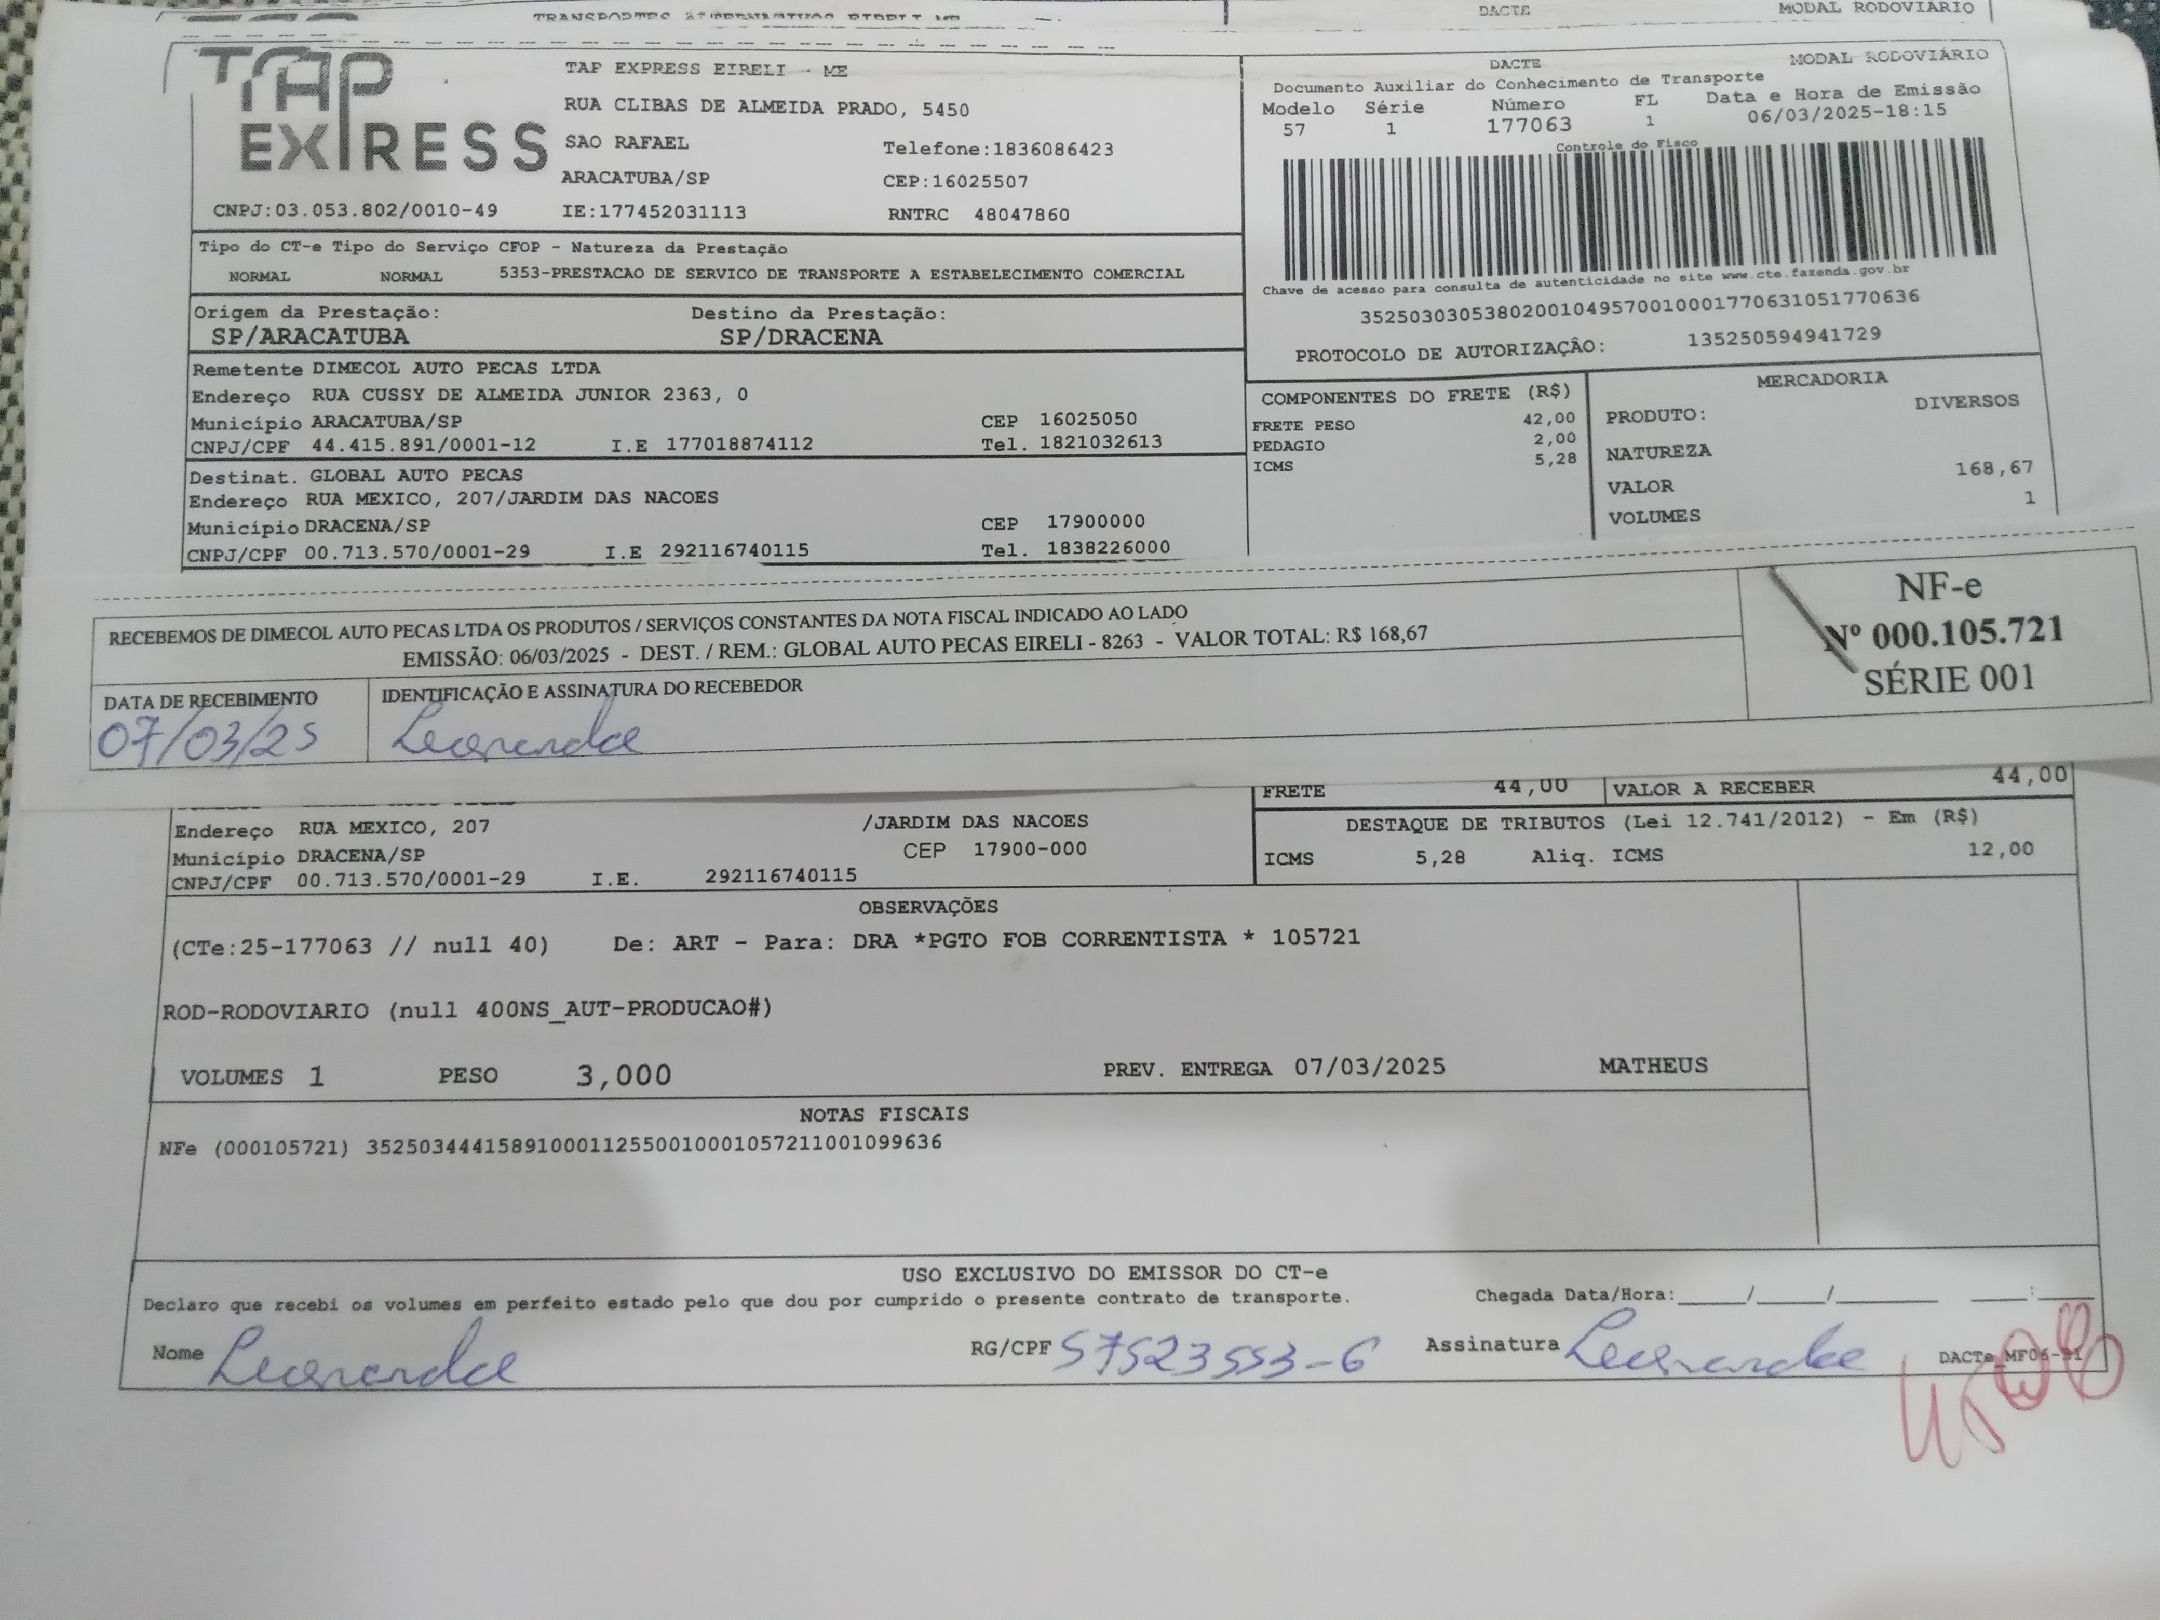 DACTE MODAL RODOVIÁRIO
TAP EXPRESS
TAP EXPRESS EIRELI - ME
RUA CLIBAS DE ALMEIDA PRADO, 5450
SAO RAFAEL Telefone:1836086423
ARACATUBA/SP CEP:16025507
CNPJ:03.053.802/0010-49 IE:177452031113 RNTRC 48047860
DACTE MODAL RODOVIÁRIO
Documento Auxiliar do Conhecimento de Transporte
Modelo Série Número FL Data e Hora de Emissão
57 1 177063 1 06/03/2025-18:15
Controle do Fisco
Chave de acesso para consulta de autenticidade no site www.cte.fazenda.gov.br
35250303053802001049570010001770631051770636
PROTOCOLO DE AUTORIZAÇÂO: 135250594941729
Tipo do CT-e Tipo do Serviço CFOP - Natureza da Prestação
NORMAL NORMAL 5353-PRESTACAO DE SERVICO DE TRANSPORTE A ESTABELECIMENTO COMERCIAL
Origem da Prestação: Destino da Prestação:
SP/ARACATUBA SP/DRACENA
Remetente DIMECOL AUTO PECAS LTDA
Endereço RUA CUSSY DE ALMEIDA JUNIOR 2363, 0
Município ARACATUBA/SP CEP 16025050
CNPJ/CPF 44.415.891/0001-12 I.E 177018874112 Tel. 1821032613
Destinat. GLOBAL AUTO PECAS
Endereço RUA MEXICO, 207/JARDIM DAS NACOES
Município DRACENA/SP CEP 17900000
CNPJ/CPF 00.713.570/0001-29 I.E 292116740115 Tel. 1838226000
COMPONENTES DO FRETE (R$)
FRETE PESO 42,00
PEDAGIO 2,00
ICMS 5,28
MERCADORIA
PRODUTO: DIVERSOS
NATUREZA
VALOR 168,67
VOLUMES 1
RECEBEMOS DE DIMECOL AUTO PECAS LTDA OS PRODUTOS / SERVIÇOS CONSTANTES DA NOTA FISCAL INDICADO AO LADO
EMISSÃO: 06/03/2025 - DEST. / REM.: GLOBAL AUTO PECAS EIRELI - 8263 - VALOR TOTAL: R$ 168,67
DATA DE RECEBIMENTO IDENTIFICAÇÃO E ASSINATURA DO RECEBEDOR
07/03/25
NF-e
Nº 000.105.721
SÉRIE 001
FRETE 44,00 VALOR A RECEBER 44,00
Endereço RUA MEXICO, 207 /JARDIM DAS NACOES
Município DRACENA/SP CEP 17900-000
CNPJ/CPF 00.713.570/0001-29 I.E. 292116740115
DESTAQUE DE TRIBUTOS (Lei 12.741/2012) - Em (R$)
ICMS 5,28 Aliq. ICMS 12,00
OBSERVAÇÕES
(CTe:25-177063 // null 40) De: ART - Para: DRA *PGTO FOB CORRENTISTA * 105721
ROD-RODOVIARIO (null 400NS_AUT-PRODUCAO#)
VOLUMES 1 PESO 3,000 PREV. ENTREGA 07/03/2025 MATHEUS
NOTAS FISCAIS
NFe (000105721) 35250344415891000112550010001057211001099636
USO EXCLUSIVO DO EMISSOR DO CT-e
Declaro que recebi os volumes em perfeito estado pelo que dou por cumprido o presente contrato de transporte. Chegada Data/Hora:_____/_____/_______ ____:____
Nome RG/CPF 57523553-6 Assinatura